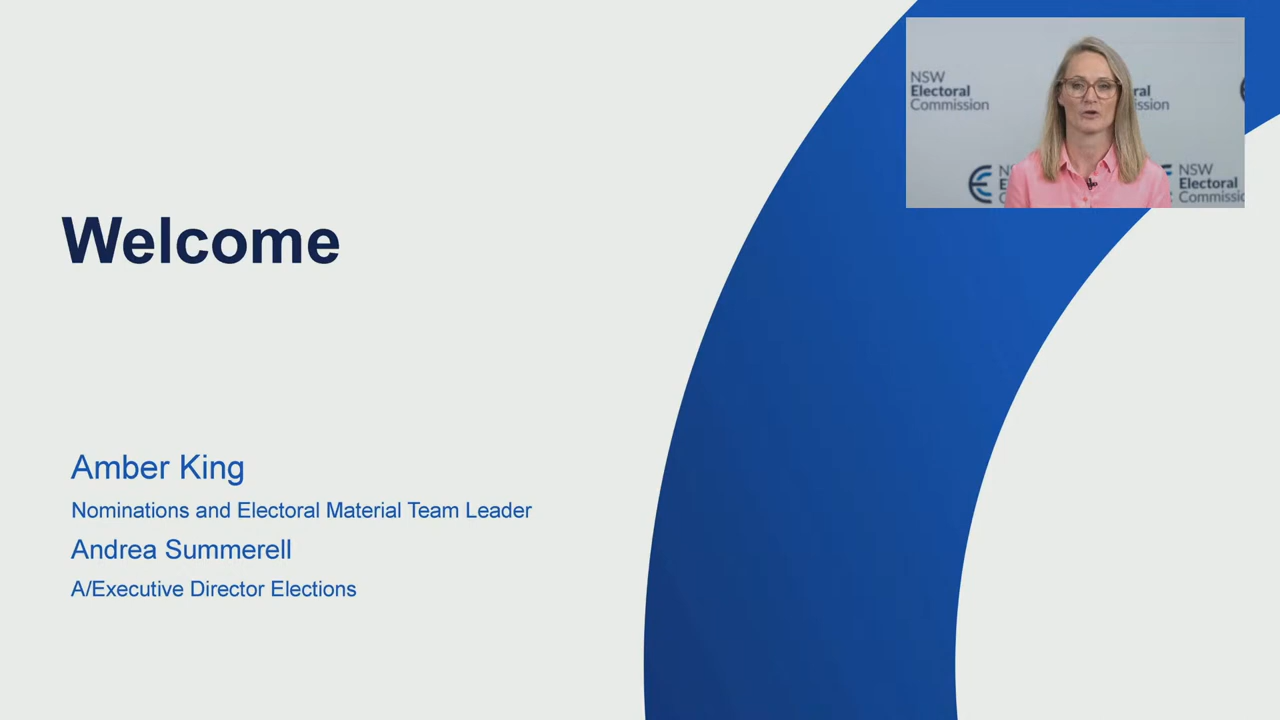 Welcome
Amber King
Nominations and Electoral Material Team Leader
Andrea Summerell
A/Executive Director Elections
NSW
Electoral
Commission
NSW
Electoral